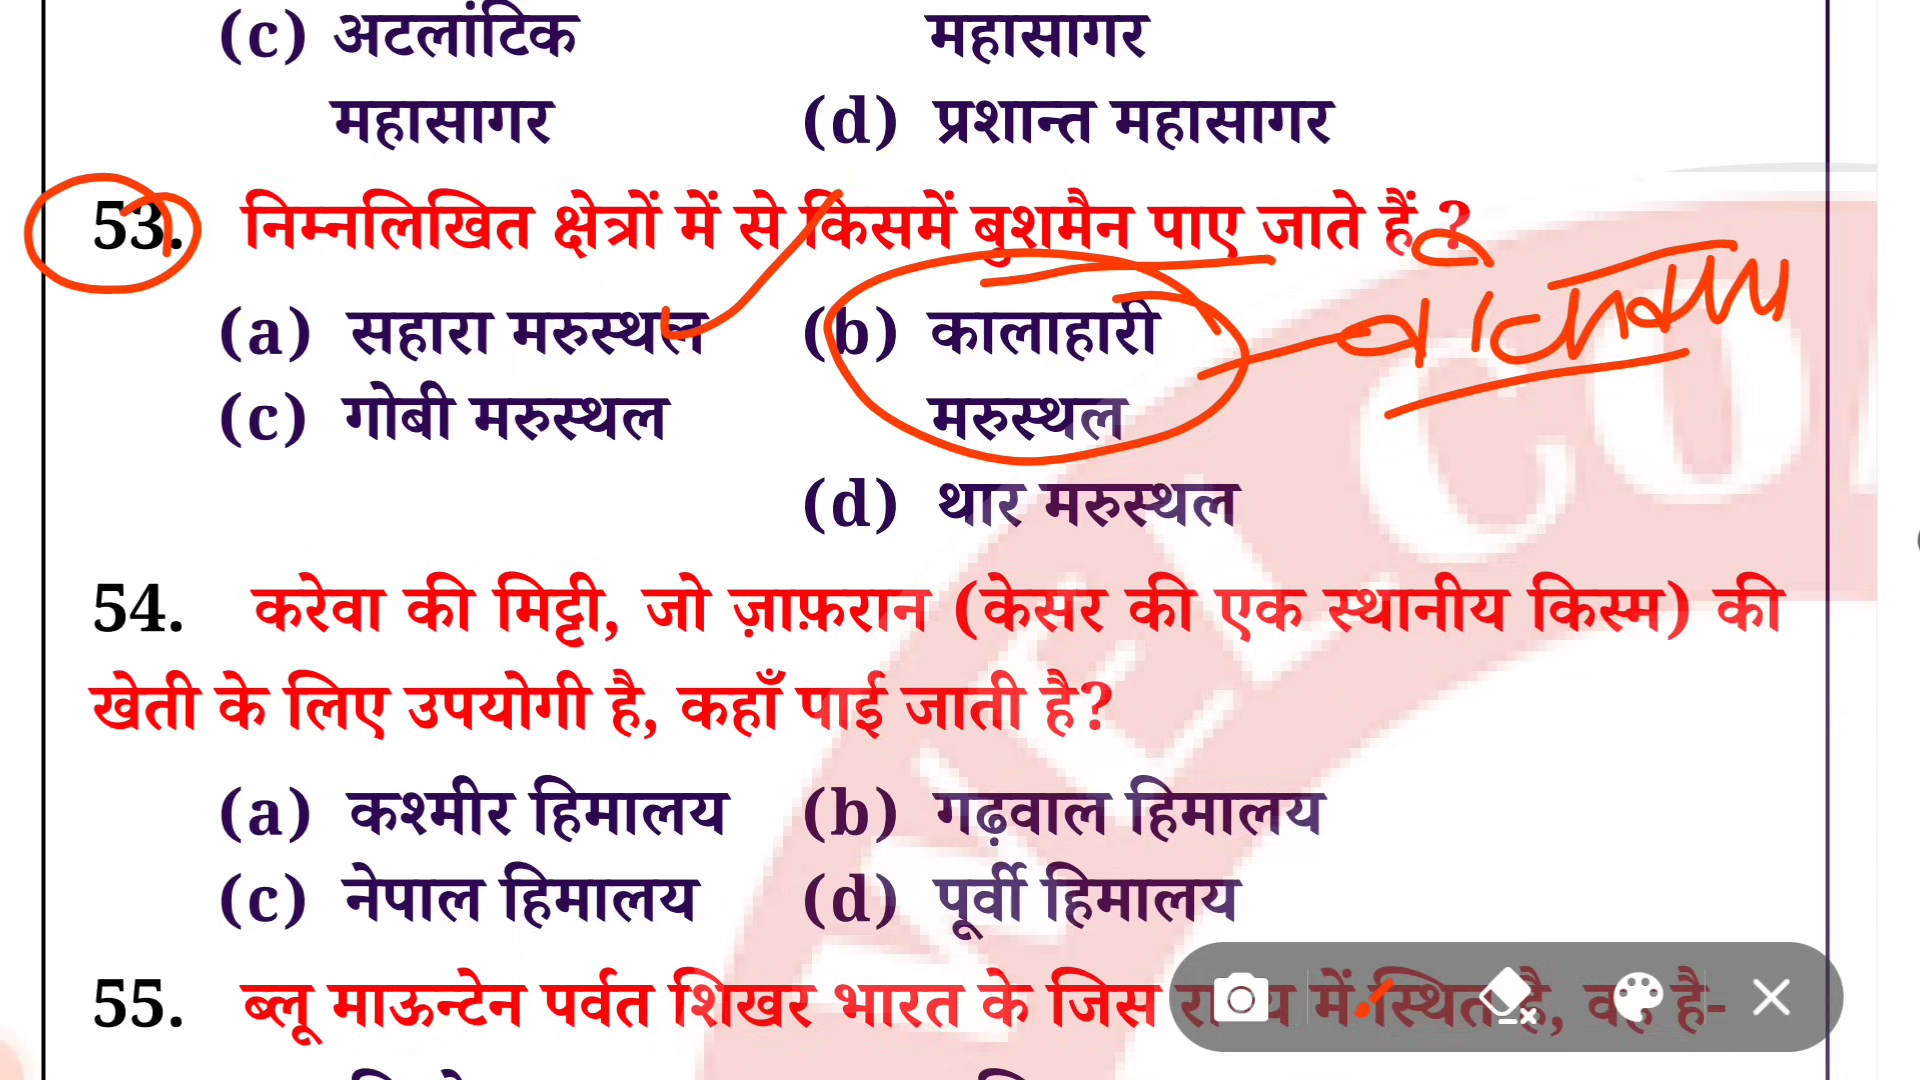 (c) अटलांटिक महासागर
महासागर (d) प्रशान्त महासागर
53. निम्नलिखित क्षेत्रों में से किसमें बुशमैन पाए जाते हैं ?
(a) सहारा मरुस्थल (b) कालाहारी
(c) गोबी मरुस्थल मरुस्थल
(d) थार मरुस्थल
54. करेवा की मिट्टी, जो ज़ाफ़रान (केसर की एक स्थानीय किस्म) की
खेती के लिए उपयोगी है, कहाँ पाई जाती है?
(a) कश्मीर हिमालय (b) गढ़वाल हिमालय
(c) नेपाल हिमालय (d) पूर्वी हिमालय
55. ब्लू माऊन्टेन पर्वत शिखर भारत के जिस में स्थित है, वह है-